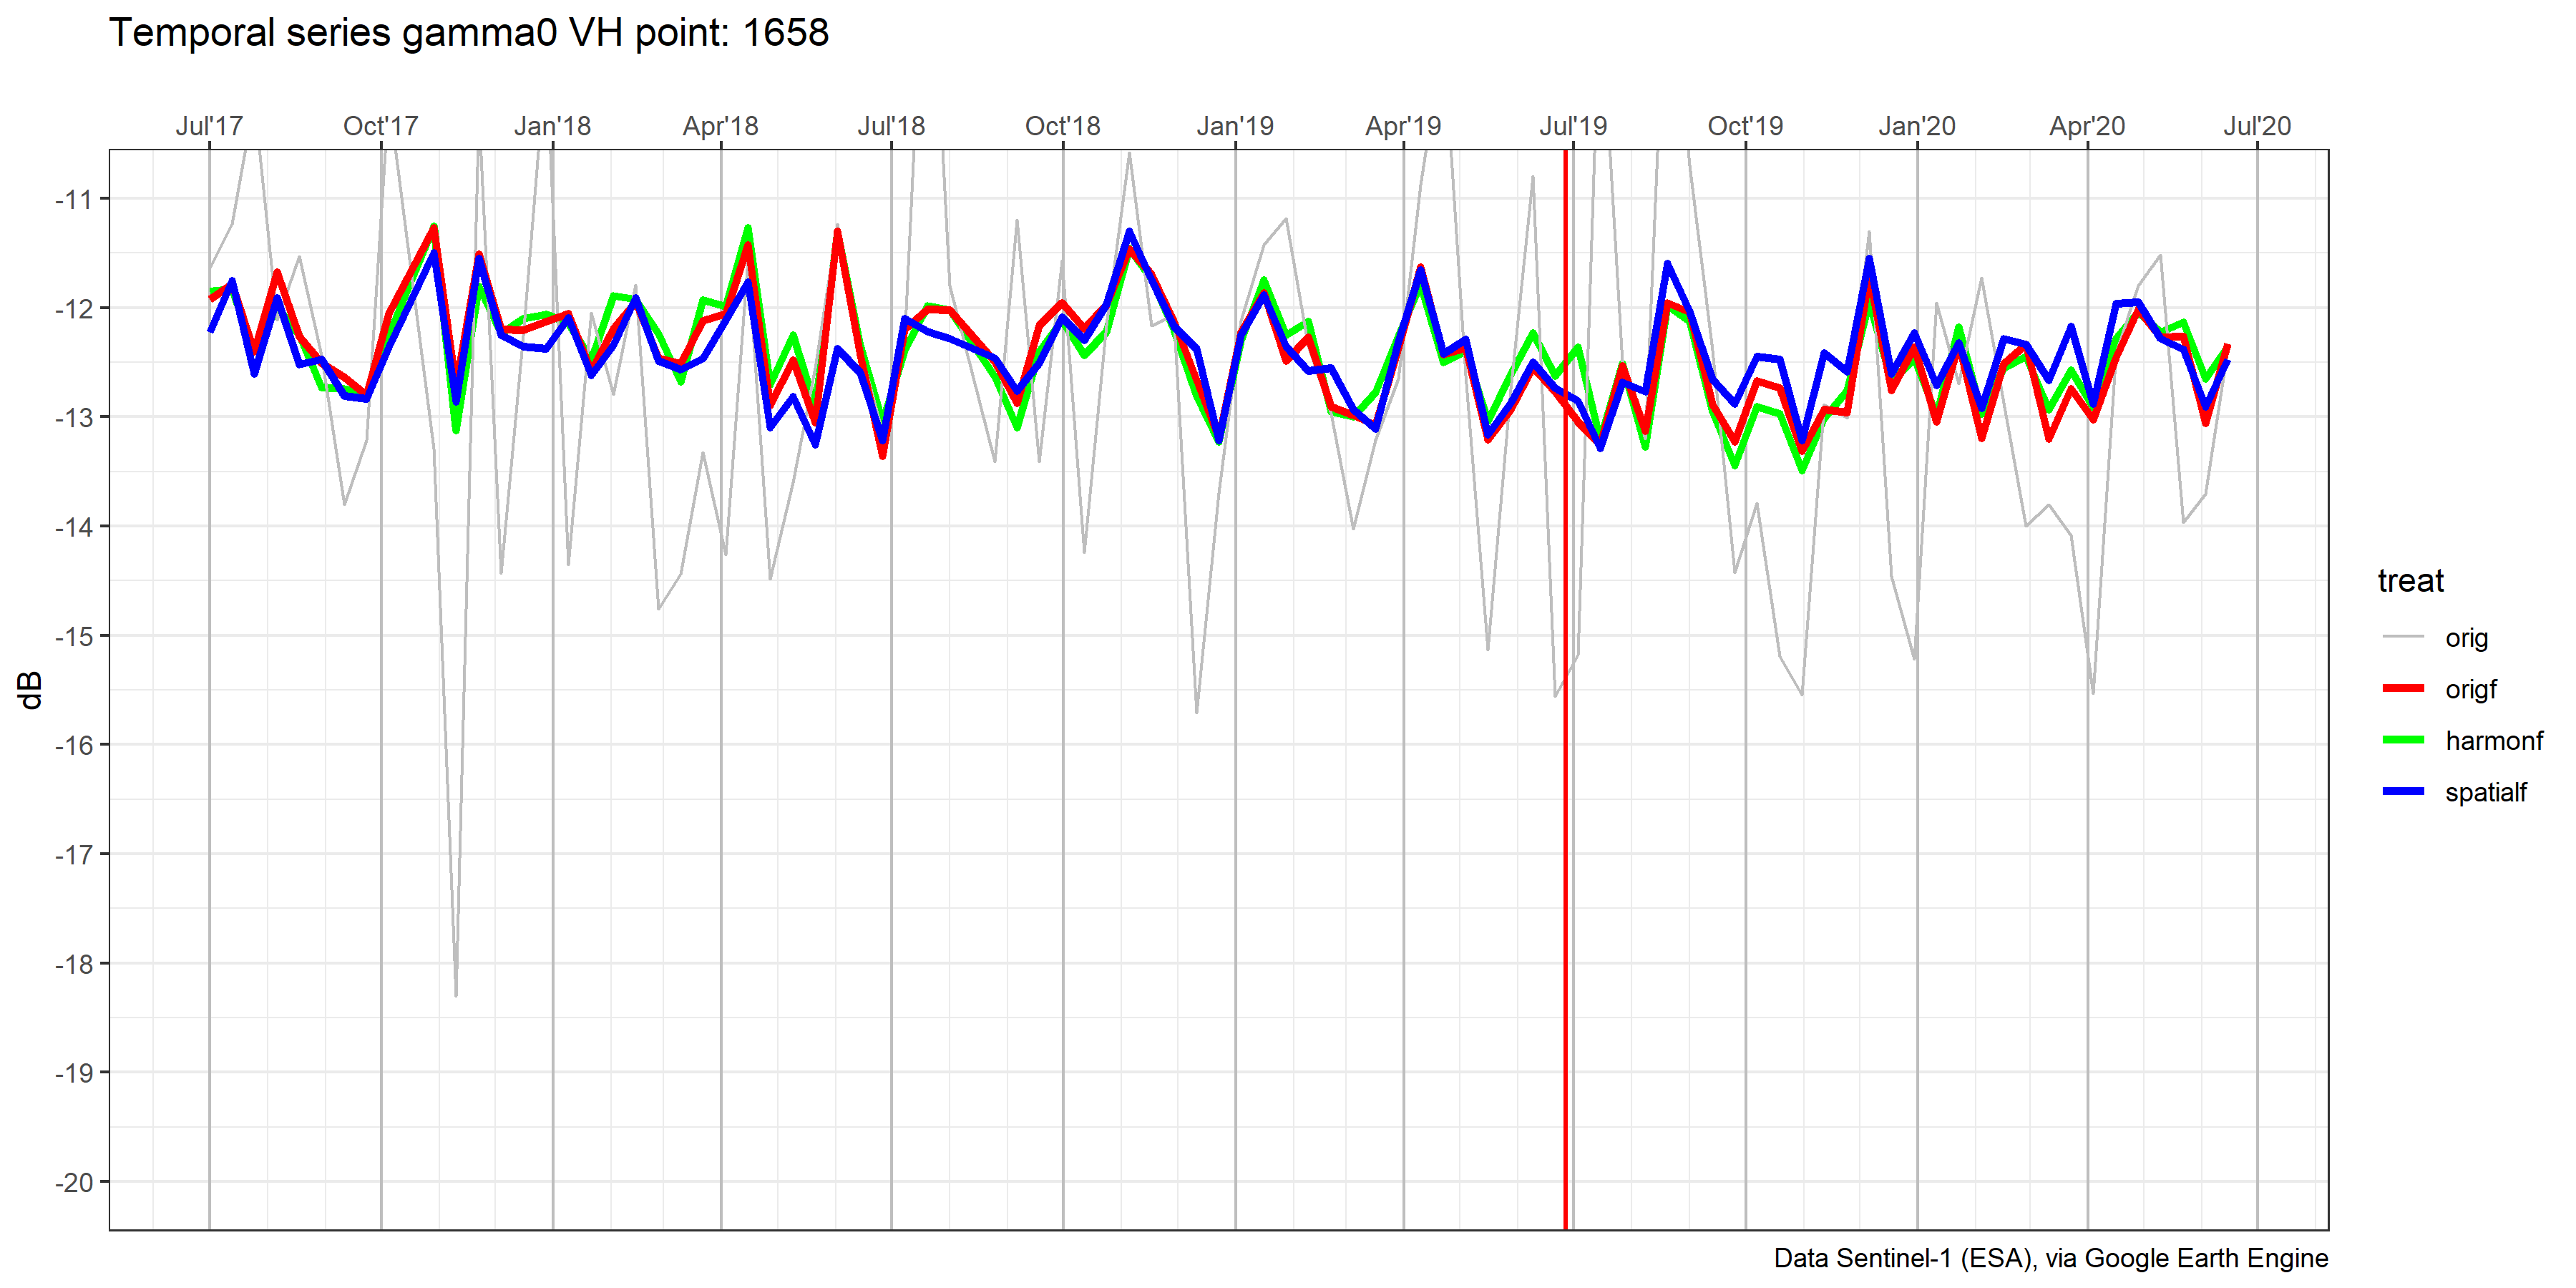 Temporal series gamma0 VH point: 1658
Jul'17 Oct'17 Jan'18 Apr'18 Jul'18 Oct'18 Jan'19 Apr'19 Jul'19 Oct'19 Jan'20 Apr'20 Jul'20
-11
-12
-13
-14
-15
-16
-17
-18
-19
-20
dB
treat
orig
origf
harmonf
spatialf
Data Sentinel-1 (ESA), via Google Earth Engine